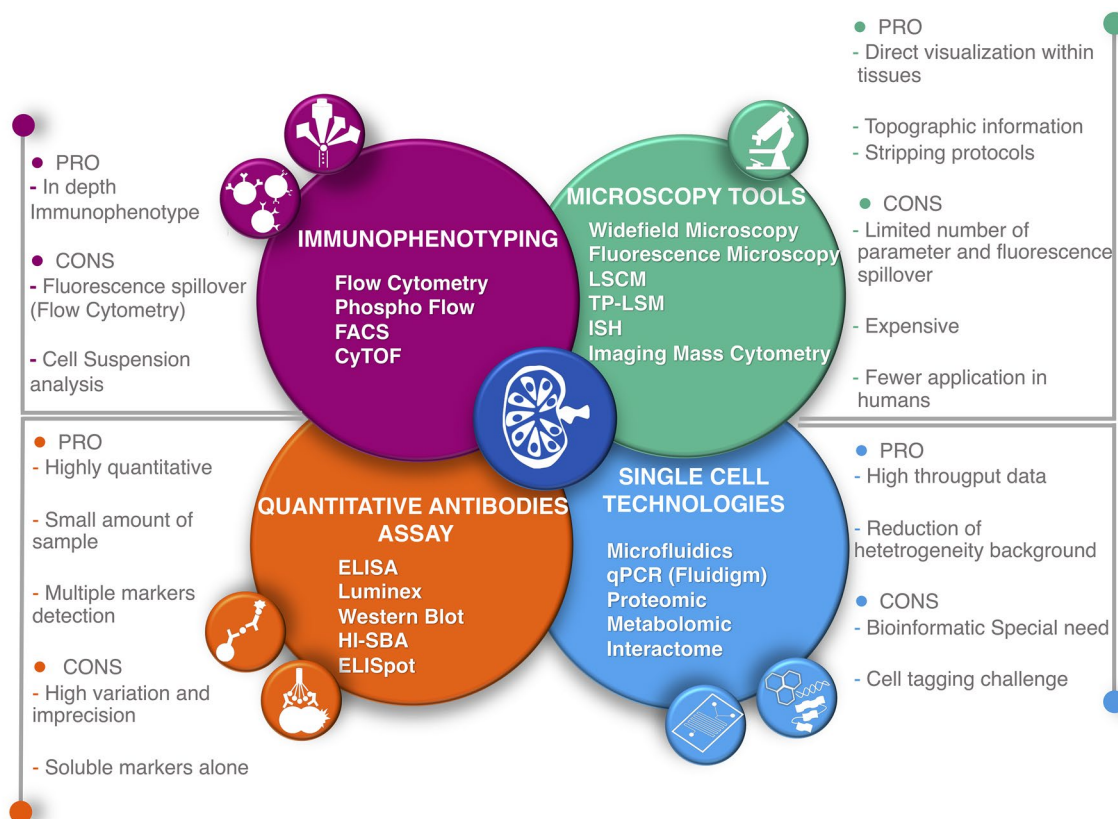 ● PRO
- In depth
Immunophenotype
● CONS
- Fluorescence spillover
(Flow Cytometry)
- Cell Suspension
analysis
IMMUNOPHENOTYPING
Flow Cytometry
Phospho Flow
FACS
CyTOF
MICROSCOPY TOOLS
Widefield Microscopy
Fluorescence Microscopy
LSCM
TP-LSM
ISH
Imaging Mass Cytometry
● PRO
- Direct visualization within
tissues
- Topographic information
- Stripping protocols
● CONS
- Limited number of
parameter and fluorescence
spillover
- Expensive
- Fewer application in
humans
● PRO
- Highly quantitative
- Small amount of
sample
- Multiple markers
detection
● CONS
- High variation and
imprecision
- Soluble markers alone
QUANTITATIVE ANTIBODIES
ASSAY
ELISA
Luminex
Western Blot
HI-SBA
ELISpot
SINGLE CELL
TECHNOLOGIES
Microfluidics
qPCR (Fluidigm)
Proteomic
Metabolomic
Interactome
● PRO
- High througput data
- Reduction of
hetetrogeneity background
● CONS
- Bioinformatic Special need
- Cell tagging challenge